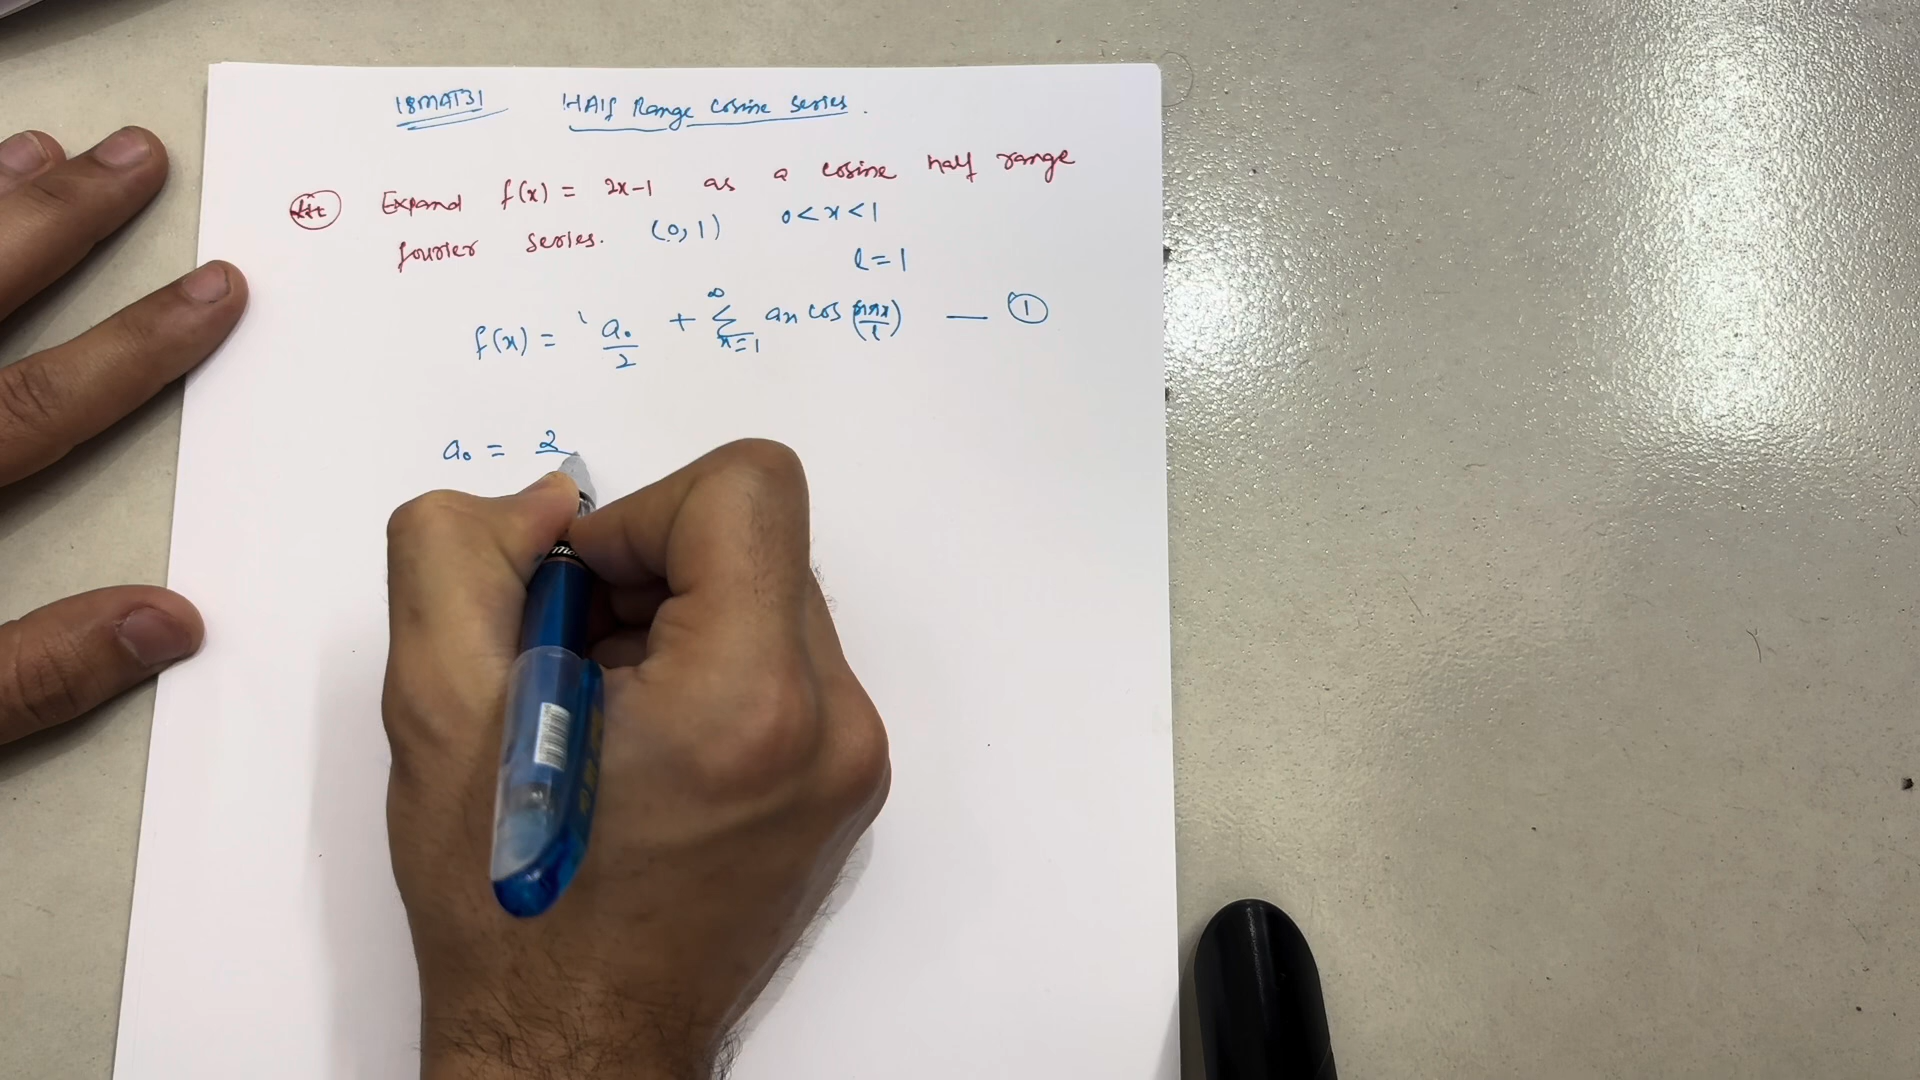 18MAT31 Half Range cosine series.
Expand f(x) = 2x-1 as a cosine half range
fourier series. (0,1) 0<x<1
l=1
f(x) = a₀/2 + ∞∑n=1 an cos (nπx/l) — ①
a₀ = 2